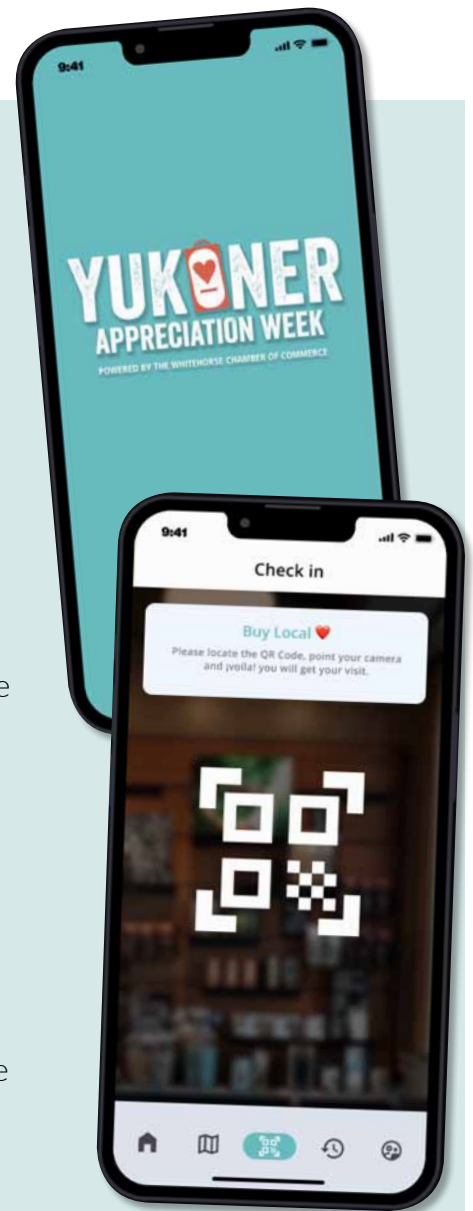 9:41
YUKONER
APPRECIATION WEEK
POWERED BY THE WHITEHORSE CHAMBER OF COMMERCE
9:41
Check in
Buy Local ❤️
Please locate the QR Code, point your camera
and ¡voila! you will get your visit.
e
e